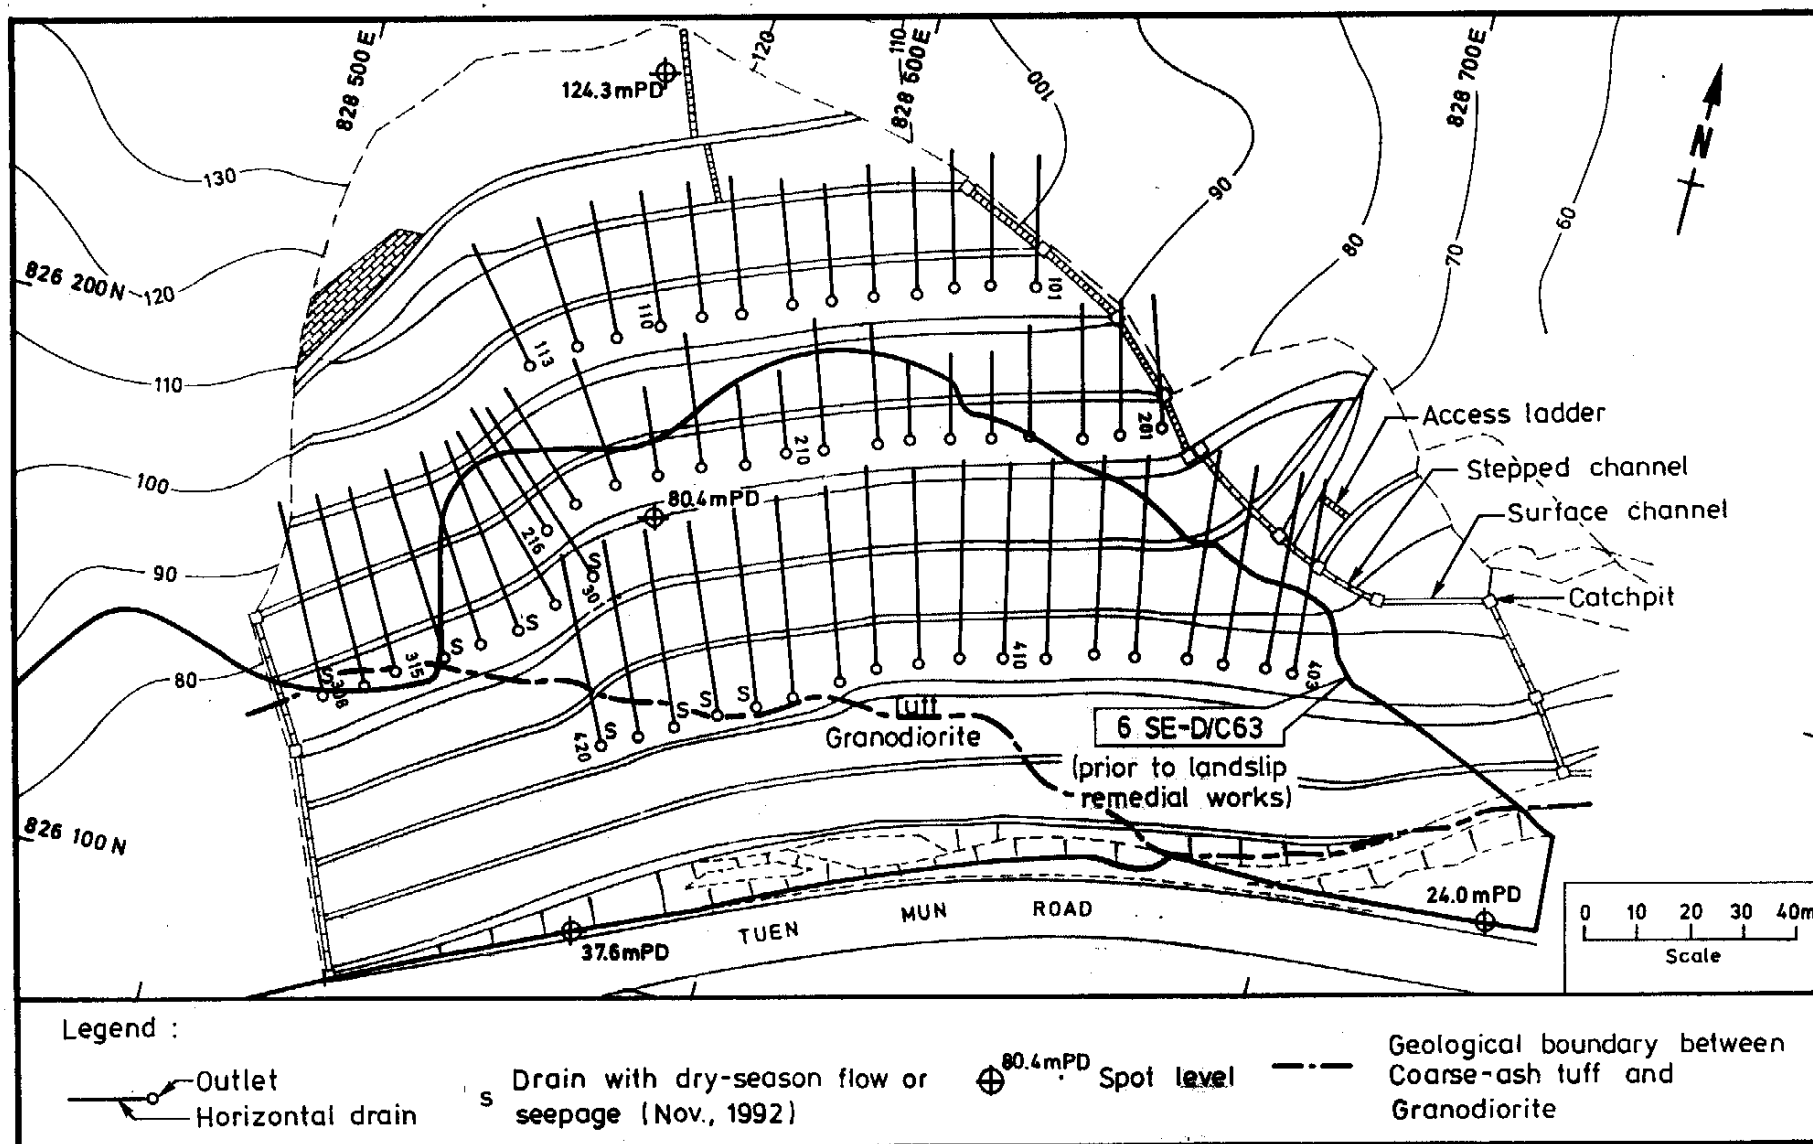 828 500 E
120
110
828 600 E
100
828 700 E
124.3mPD
N
130
90
80
70
60
826 200 N
120
110
101
113
110
Access ladder
201
210
Stepped channel
100
80.4mPD
Surface channel
216
90
S
301
Catchpit
S
S
410
403
315
S
308
80
S
S
S
S
420
Tuff
Granodiorite
6 SE-D/C63
(prior to landslip
remedial works)
826 100 N
24.0mPD
0 10 20 30 40m
Scale
TUEN MUN ROAD
37.6mPD
Legend :
Outlet
Horizontal drain
S Drain with dry-season flow or
seepage (Nov., 1992)
80.4mPD Spot level
Geological boundary between
Coarse-ash tuff and
Granodiorite